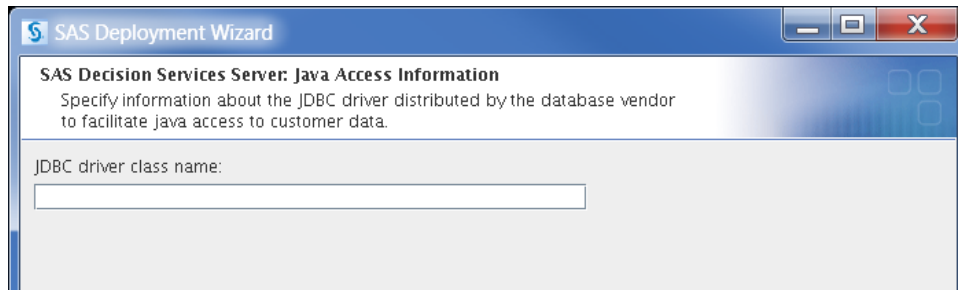 SAS Deployment Wizard
SAS Decision Services Server: Java Access Information
Specify information about the JDBC driver distributed by the database vendor
to facilitate java access to customer data.
JDBC driver class name: